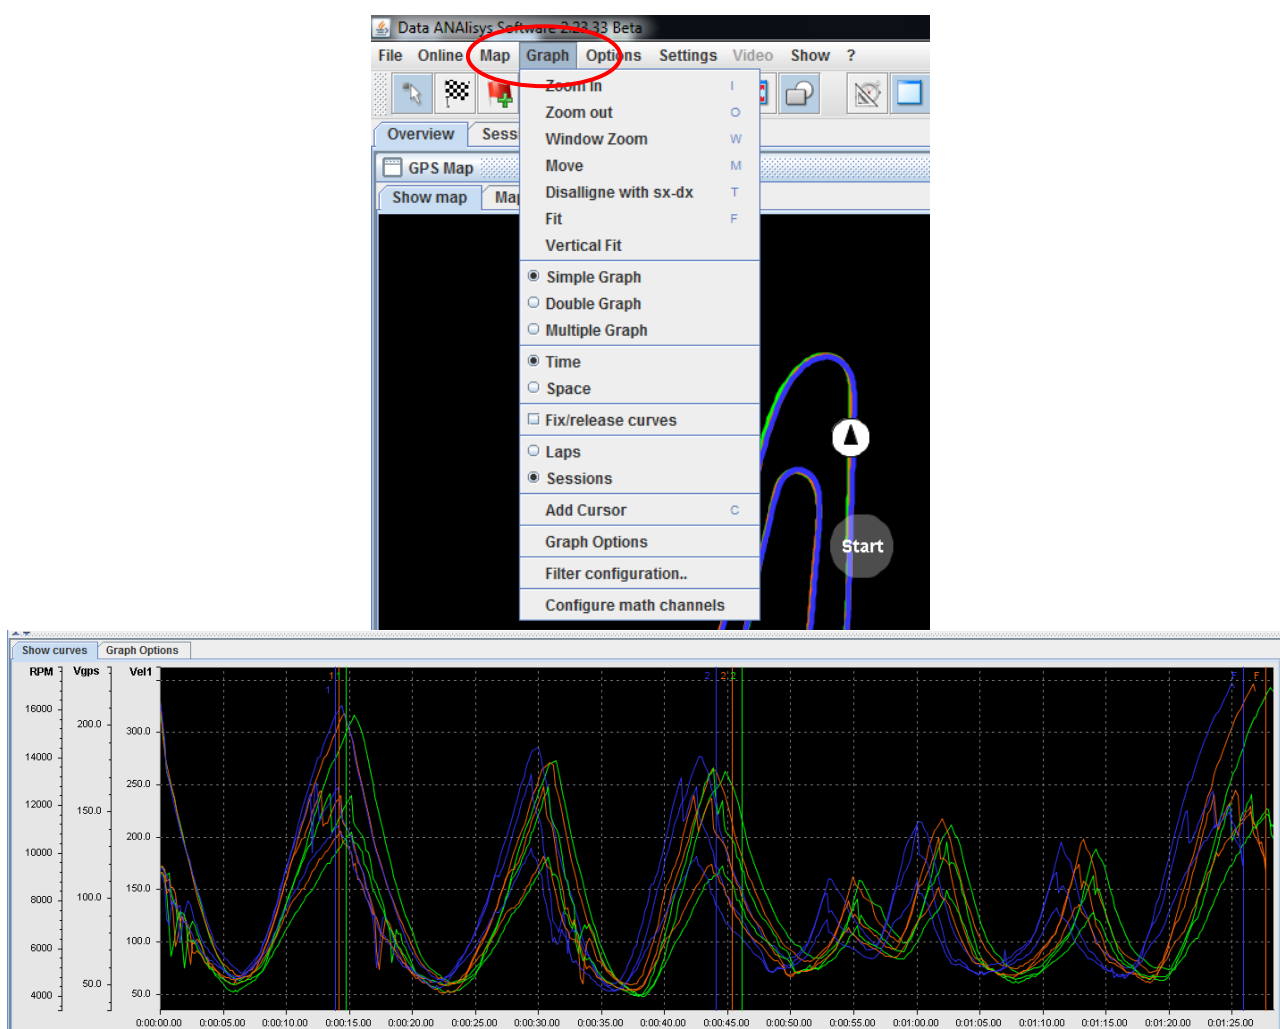 Data ANAlisys Software 2.23.33 Beta
File Online Map Graph Options Settings Video Show ?
Zoom in I
Zoom out O
Overview
Window Zoom W
GPS Map
Move M
Show map
Disalligne with sx-dx T
Fit F
Vertical Fit
Simple Graph
Double Graph
Multiple Graph
Time
Space
Fix/release curves
Laps
Sessions
Add Cursor C
Graph Options
Start
Filter configuration..
Configure math channels
Show curves Graph Options
RPM Vgps Vel1
1 1 2 2 2 F F
1
16000 200.0 300.0
14000 250.0
12000 150.0 200.0
10000 150.0
8000 100.0
6000 100.0
4000 50.0 50.0
0:00:00.00 0:00:05.00 0:00:10.00 0:00:15.00 0:00:20.00 0:00:25.00 0:00:30.00 0:00:35.00 0:00:40.00 0:00:45.00 0:00:50.00 0:00:55.00 0:01:00.00 0:01:05.00 0:01:10.00 0:01:15.00 0:01:20.00 0:01:25.00